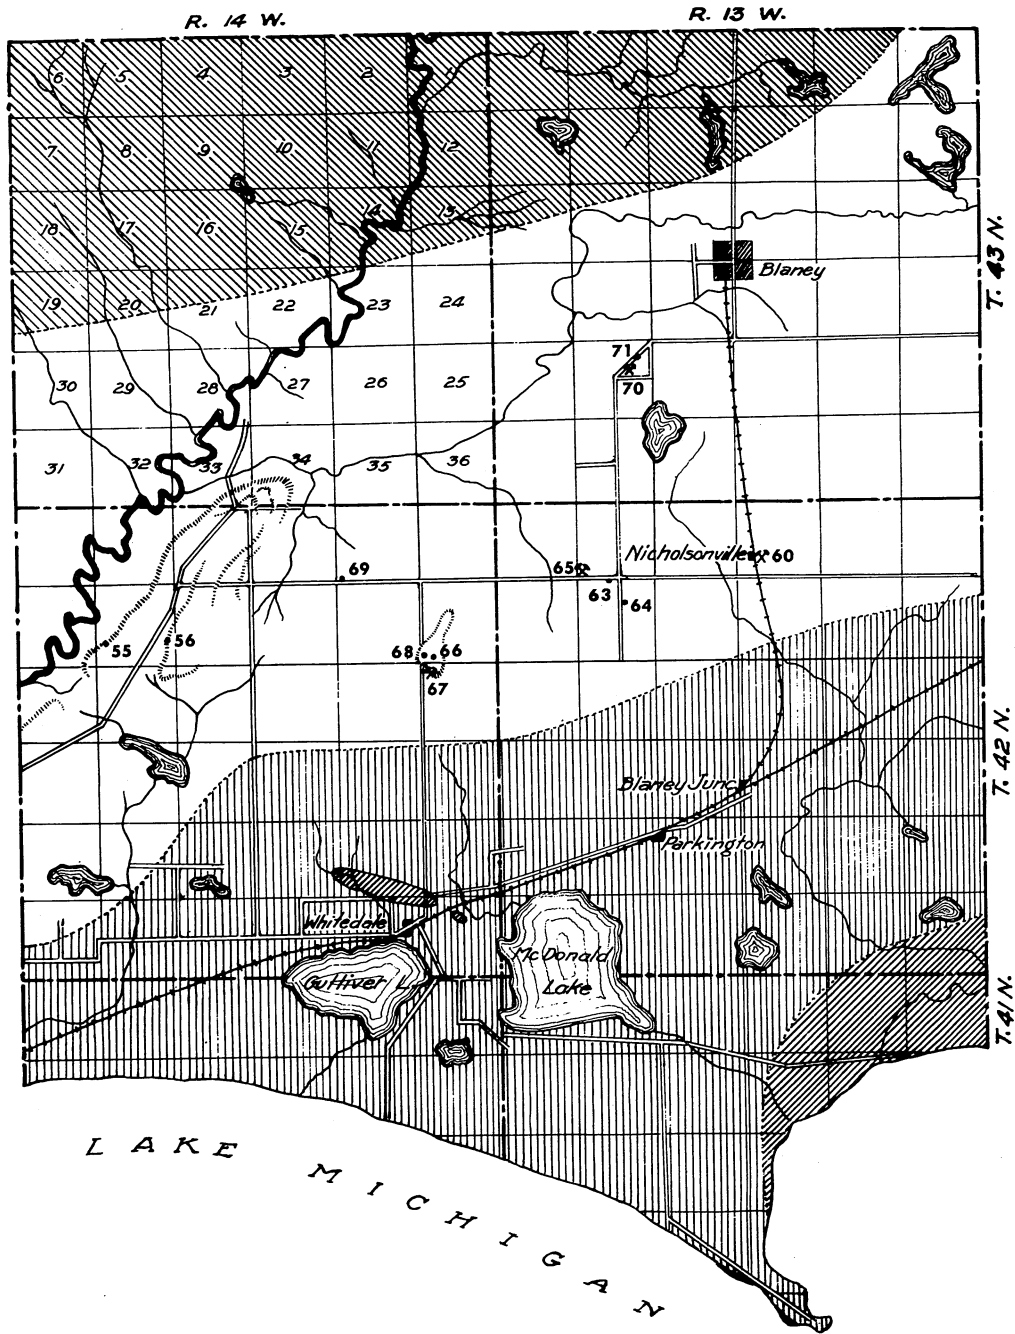 R. 14 W.
R. 13 W.
6 5 4 3 2 1
7 8 9 10 11 12
18 17 16 15 14 13
19 20 21 22 23 24
30 29 28 27 26 25
31 32 33 34 35 36
Blaney
T. 43 N.
71
70
Nicholsonville
60
65
69
63
64
55
56
68
66
67
T. 42 N.
Blaney Junc.
Parkington
Whitedale
McDonald
Lake
Gulliver L.
T. 41 N.
LAKE MICHIGAN